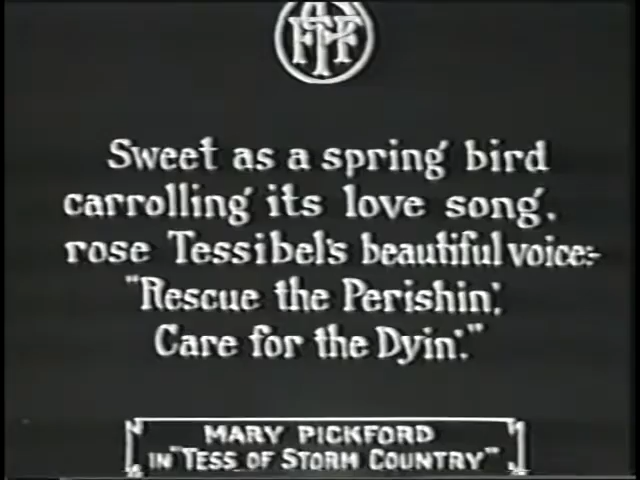 Sweet as a spring bird
carrolling its love song,
rose Tessibel's beautiful voice:-
"Rescue the Perishin',
Care for the Dyin'."
MARY PICKFORD
IN "TESS OF STORM COUNTRY"